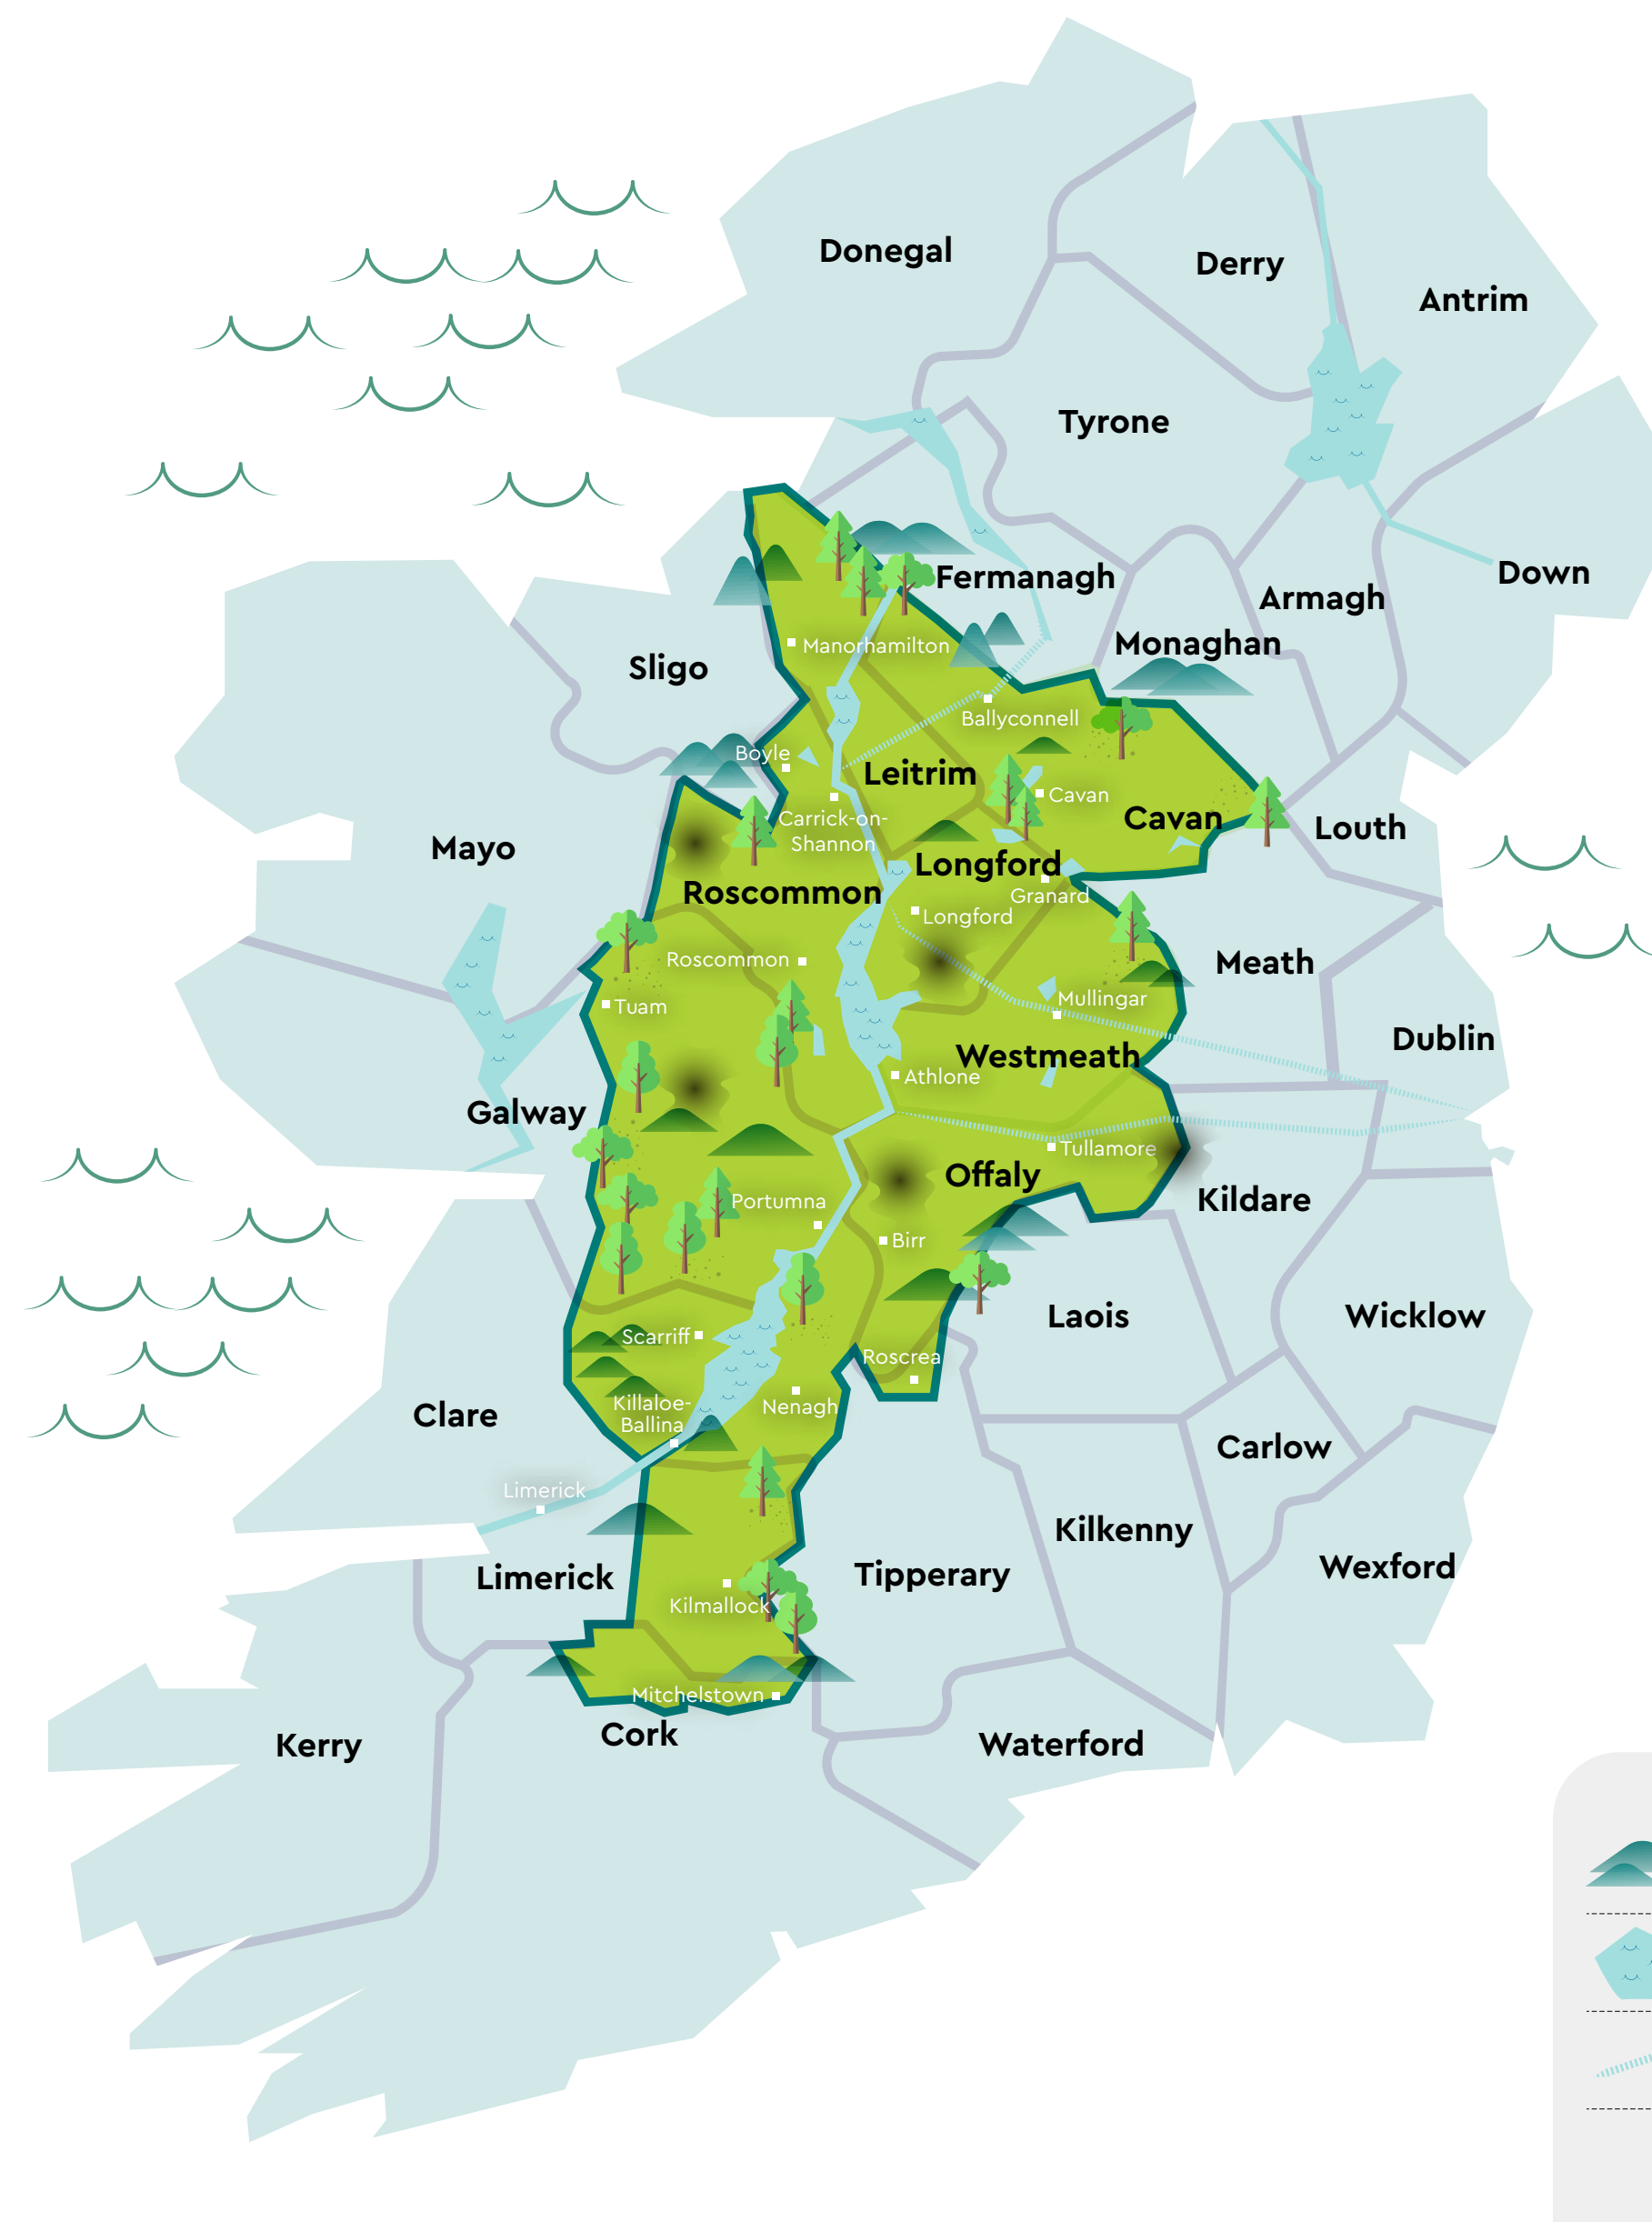 Donegal
Derry
Antrim
Tyrone
Fermanagh
Down
Armagh
Monaghan
Manorhamilton
Sligo
Ballyconnell
Boyle
Leitrim
Cavan
Carrick-on-
Shannon
Cavan
Louth
Mayo
Longford
Roscommon
Granard
Longford
Roscommon
Meath
Tuam
Mullingar
Dublin
Westmeath
Athlone
Galway
Tullamore
Offaly
Portumna
Kildare
Birr
Laois
Wicklow
Scarriff
Roscrea
Killaloe-
Ballina
Nenagh
Clare
Carlow
Limerick
Kilkenny
Wexford
Limerick
Tipperary
Kilmallock
Mitchelstown
Cork
Kerry
Waterford